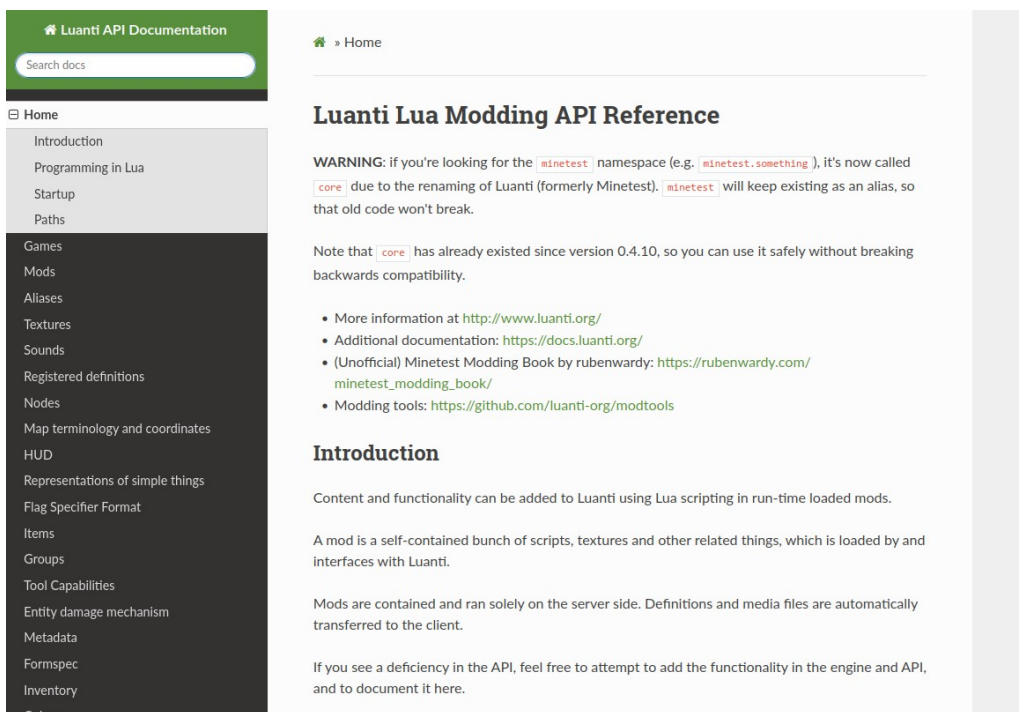 Luanti API Documentation
Search docs
Home
Introduction
Programming in Lua
Startup
Paths
Games
Mods
Aliases
Textures
Sounds
Registered definitions
Nodes
Map terminology and coordinates
HUD
Representations of simple things
Flag Specifier Format
Items
Groups
Tool Capabilities
Entity damage mechanism
Metadata
Formspec
Inventory
» Home
Luanti Lua Modding API Reference
WARNING: if you're looking for the minetest namespace (e.g. minetest.something), it's now called
core due to the renaming of Luanti (formerly Minetest). minetest will keep existing as an alias, so
that old code won't break.
Note that core has already existed since version 0.4.10, so you can use it safely without breaking
backwards compatibility.
• More information at http://www.luanti.org/
• Additional documentation: https://docs.luanti.org/
• (Unofficial) Minetest Modding Book by rubenwardy: https://rubenwardy.com/
minetest_modding_book/
• Modding tools: https://github.com/luanti-org/modtools
Introduction
Content and functionality can be added to Luanti using Lua scripting in run-time loaded mods.
A mod is a self-contained bunch of scripts, textures and other related things, which is loaded by and
interfaces with Luanti.
Mods are contained and ran solely on the server side. Definitions and media files are automatically
transferred to the client.
If you see a deficiency in the API, feel free to attempt to add the functionality in the engine and API,
and to document it here.